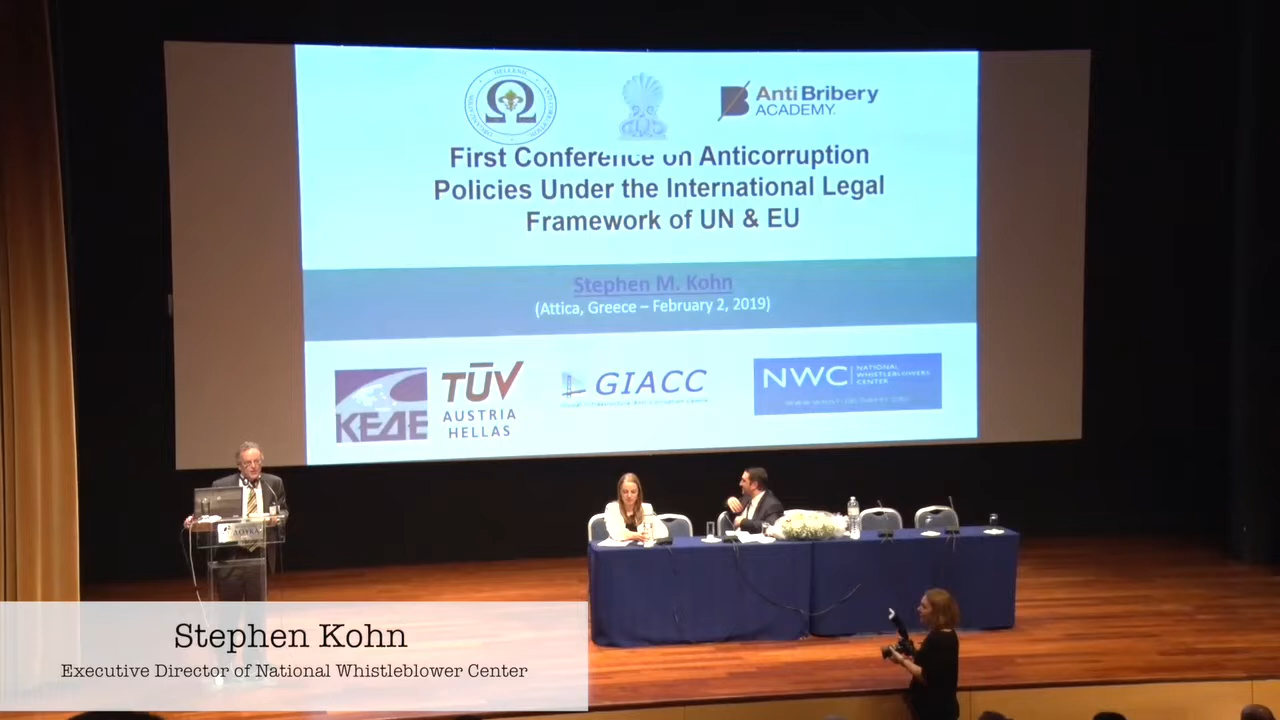 HELLENIC
Anti Bribery
ACADEMY.
First Conference on Anticorruption
Policies Under the International Legal
Framework of UN & EU
Stephen M. Kohn
(Attica, Greece – February 2, 2019)
ΚΕΔΕ
TÜV
AUSTRIA
HELLAS
GIACC
NWC
NATIONAL
WHISTLEBLOWERS
CENTER
Stephen Kohn
Executive Director of National Whistleblower Center